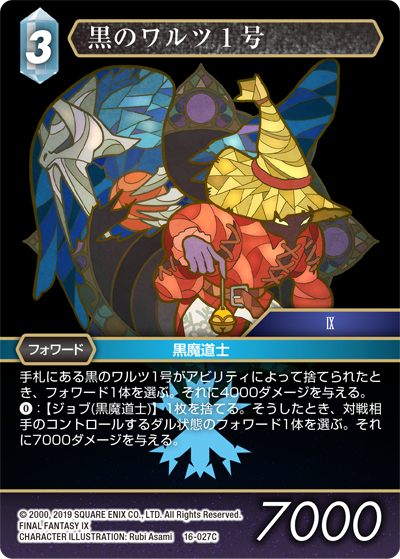 3
黒のワルツ1号
Ⅸ
フォワード
黒魔道士
手札にある黒のワルツ1号がアビリティによって捨てられたと
き、フォワード1体を選ぶ。それに4000ダメージを与える。
0：【ジョブ(黒魔道士)】1枚を捨てる。そうしたとき、対戦相
手のコントロールするダル状態のフォワード1体を選ぶ。それ
に7000ダメージを与える。
© 2000, 2019 SQUARE ENIX CO., LTD. All Rights Reserved.
FINAL FANTASY IX
CHARACTER ILLUSTRATION: Rubi Asami 16-027C
7000